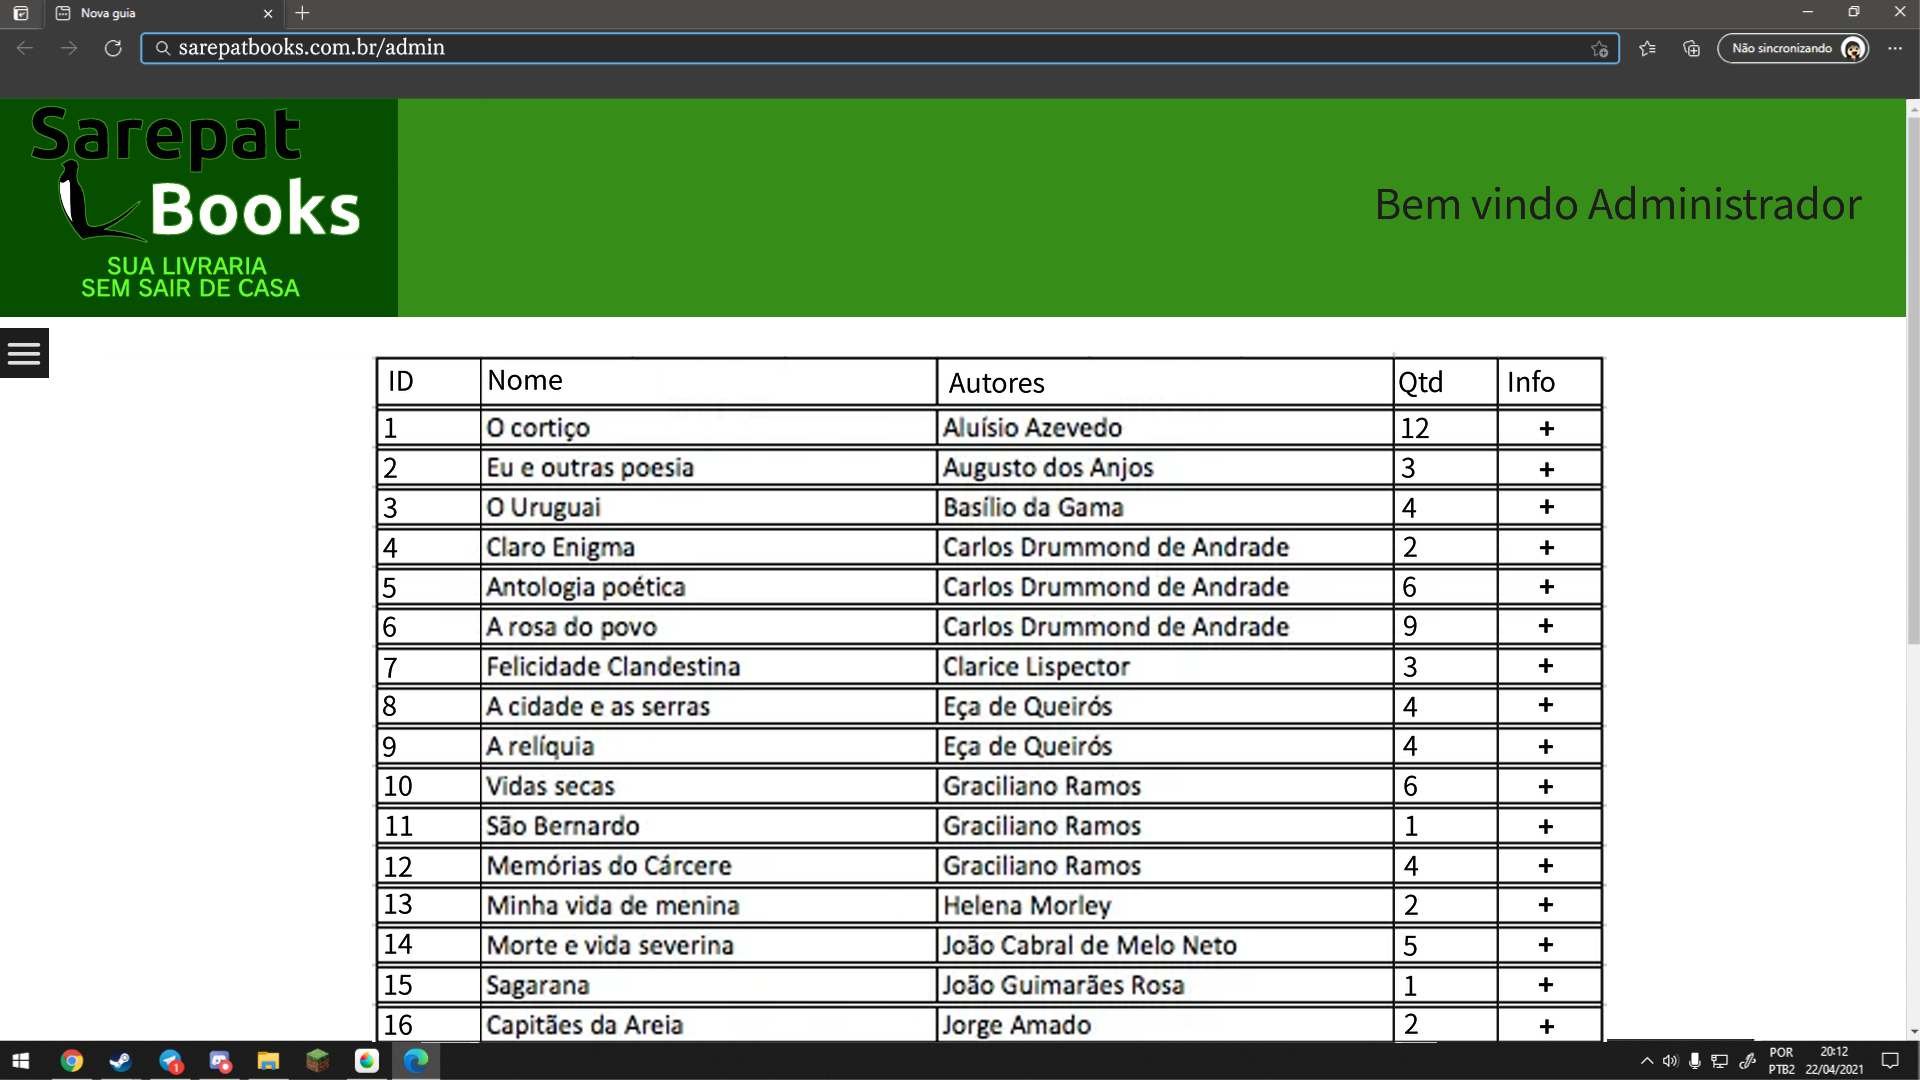 Nova guia
sarepatbooks.com.br/admin
Não sincronizando
Sarepat
Books
SUA LIVRARIA
SEM SAIR DE CASA
Bem vindo Administrador
ID Nome Autores Qtd Info
1 O cortiço Aluísio Azevedo 12 +
2 Eu e outras poesia Augusto dos Anjos 3 +
3 O Uruguai Basílio da Gama 4 +
4 Claro Enigma Carlos Drummond de Andrade 2 +
5 Antologia poética Carlos Drummond de Andrade 6 +
6 A rosa do povo Carlos Drummond de Andrade 9 +
7 Felicidade Clandestina Clarice Lispector 3 +
8 A cidade e as serras Eça de Queirós 4 +
9 A relíquia Eça de Queirós 4 +
10 Vidas secas Graciliano Ramos 6 +
11 São Bernardo Graciliano Ramos 1 +
12 Memórias do Cárcere Graciliano Ramos 4 +
13 Minha vida de menina Helena Morley 2 +
14 Morte e vida severina João Cabral de Melo Neto 5 +
15 Sagarana João Guimarães Rosa 1 +
16 Capitães da Areia Jorge Amado 2 +
1
POR 20:12
PTB2 22/04/2021